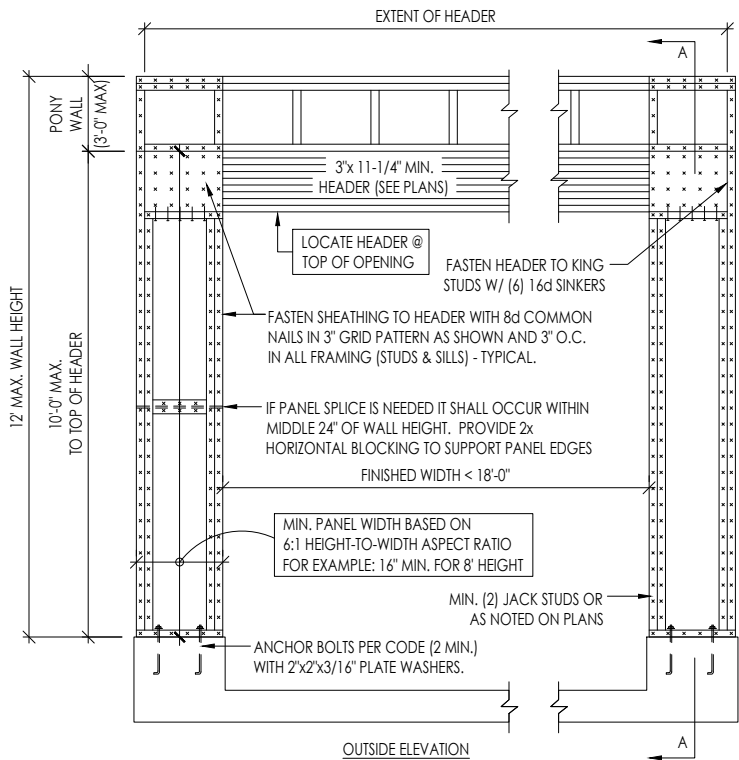 EXTENT OF HEADER
A
PONY
WALL
(3'-0" MAX)
3"x 11-1/4" MIN.
HEADER (SEE PLANS)
LOCATE HEADER @
TOP OF OPENING
FASTEN HEADER TO KING
STUDS W/ (6) 16d SINKERS
FASTEN SHEATHING TO HEADER WITH 8d COMMON
NAILS IN 3" GRID PATTERN AS SHOWN AND 3" O.C.
IN ALL FRAMING (STUDS & SILLS) - TYPICAL.
12' MAX. WALL HEIGHT
10'-0" MAX.
TO TOP OF HEADER
IF PANEL SPLICE IS NEEDED IT SHALL OCCUR WITHIN
MIDDLE 24" OF WALL HEIGHT. PROVIDE 2x
HORIZONTAL BLOCKING TO SUPPORT PANEL EDGES
FINISHED WIDTH < 18'-0"
MIN. PANEL WIDTH BASED ON
6:1 HEIGHT-TO-WIDTH ASPECT RATIO
FOR EXAMPLE: 16" MIN. FOR 8' HEIGHT
MIN. (2) JACK STUDS OR
AS NOTED ON PLANS
ANCHOR BOLTS PER CODE (2 MIN.)
WITH 2"x2"x3/16" PLATE WASHERS.
A
OUTSIDE ELEVATION